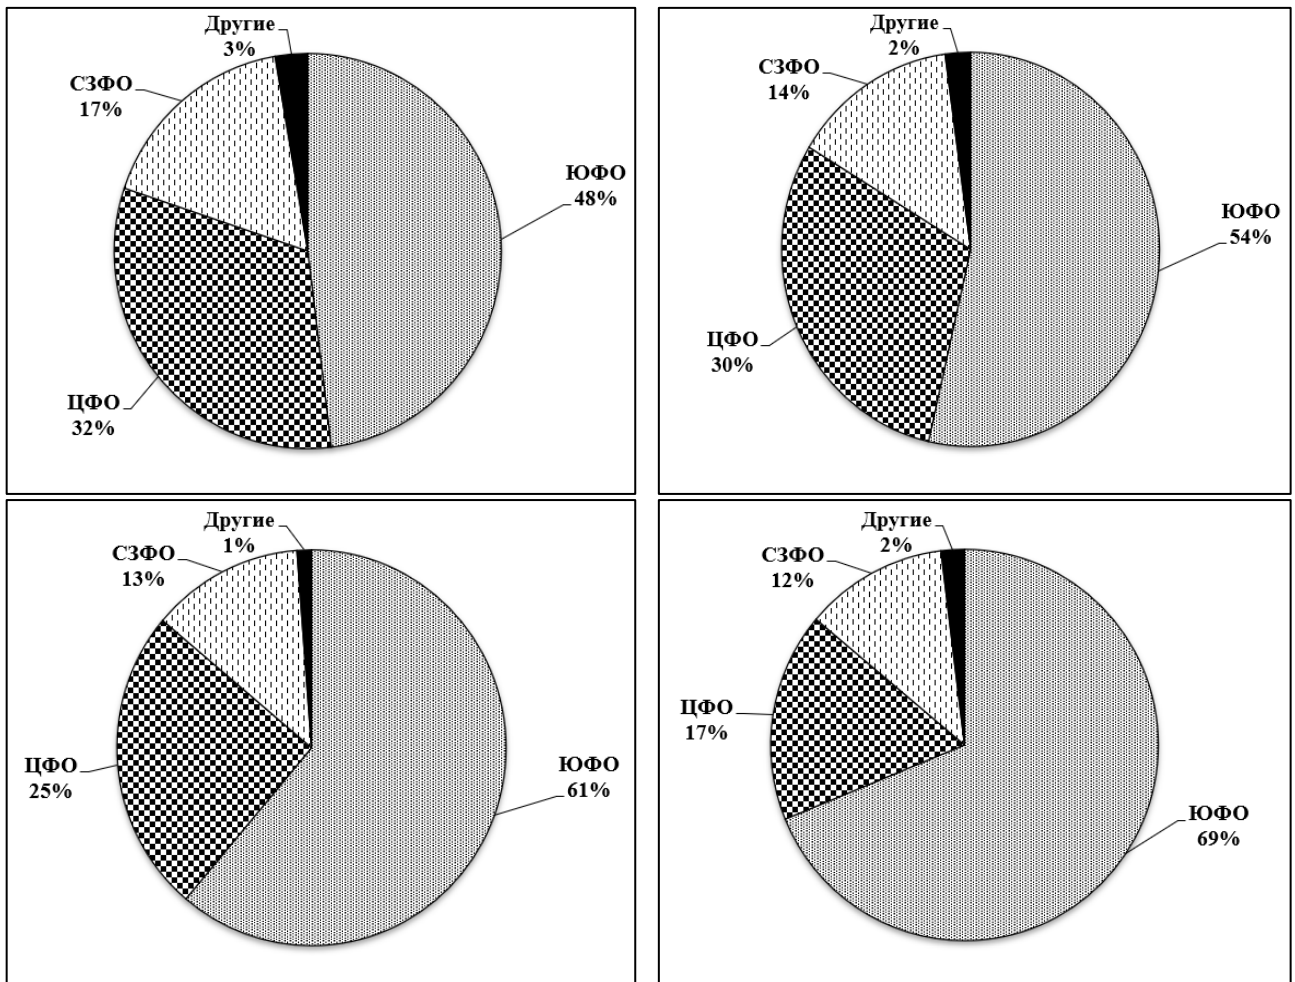 Другие
3%
СЗФО
17%
ЮФО
48%
ЦФО
32%
Другие
2%
СЗФО
14%
ЮФО
54%
ЦФО
30%
Другие
1%
СЗФО
13%
ЦФО
25%
ЮФО
61%
Другие
2%
СЗФО
12%
ЦФО
17%
ЮФО
69%